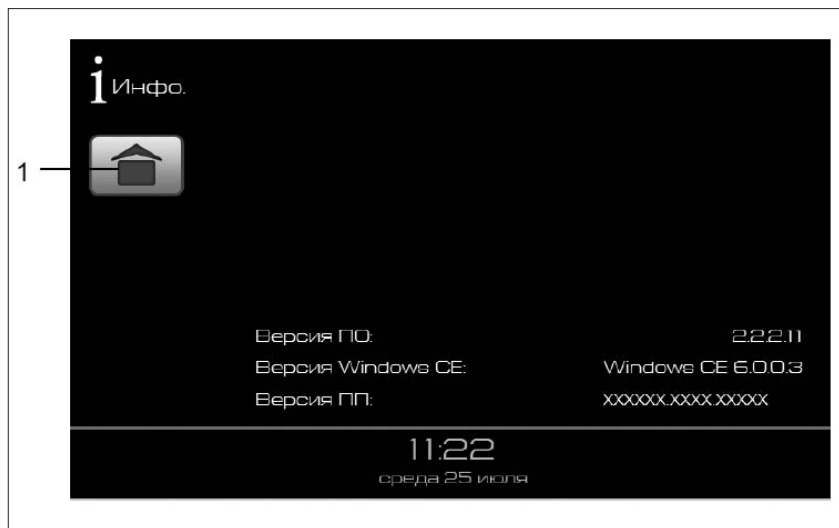 i Инфо.
1
Версия ПО: 2.2.2.11
Версия Windows CE: Windows CE 6.0.0.3
Версия ПП: XXXXXX.XXXX.XXXXX
11:22
среда 25 июля